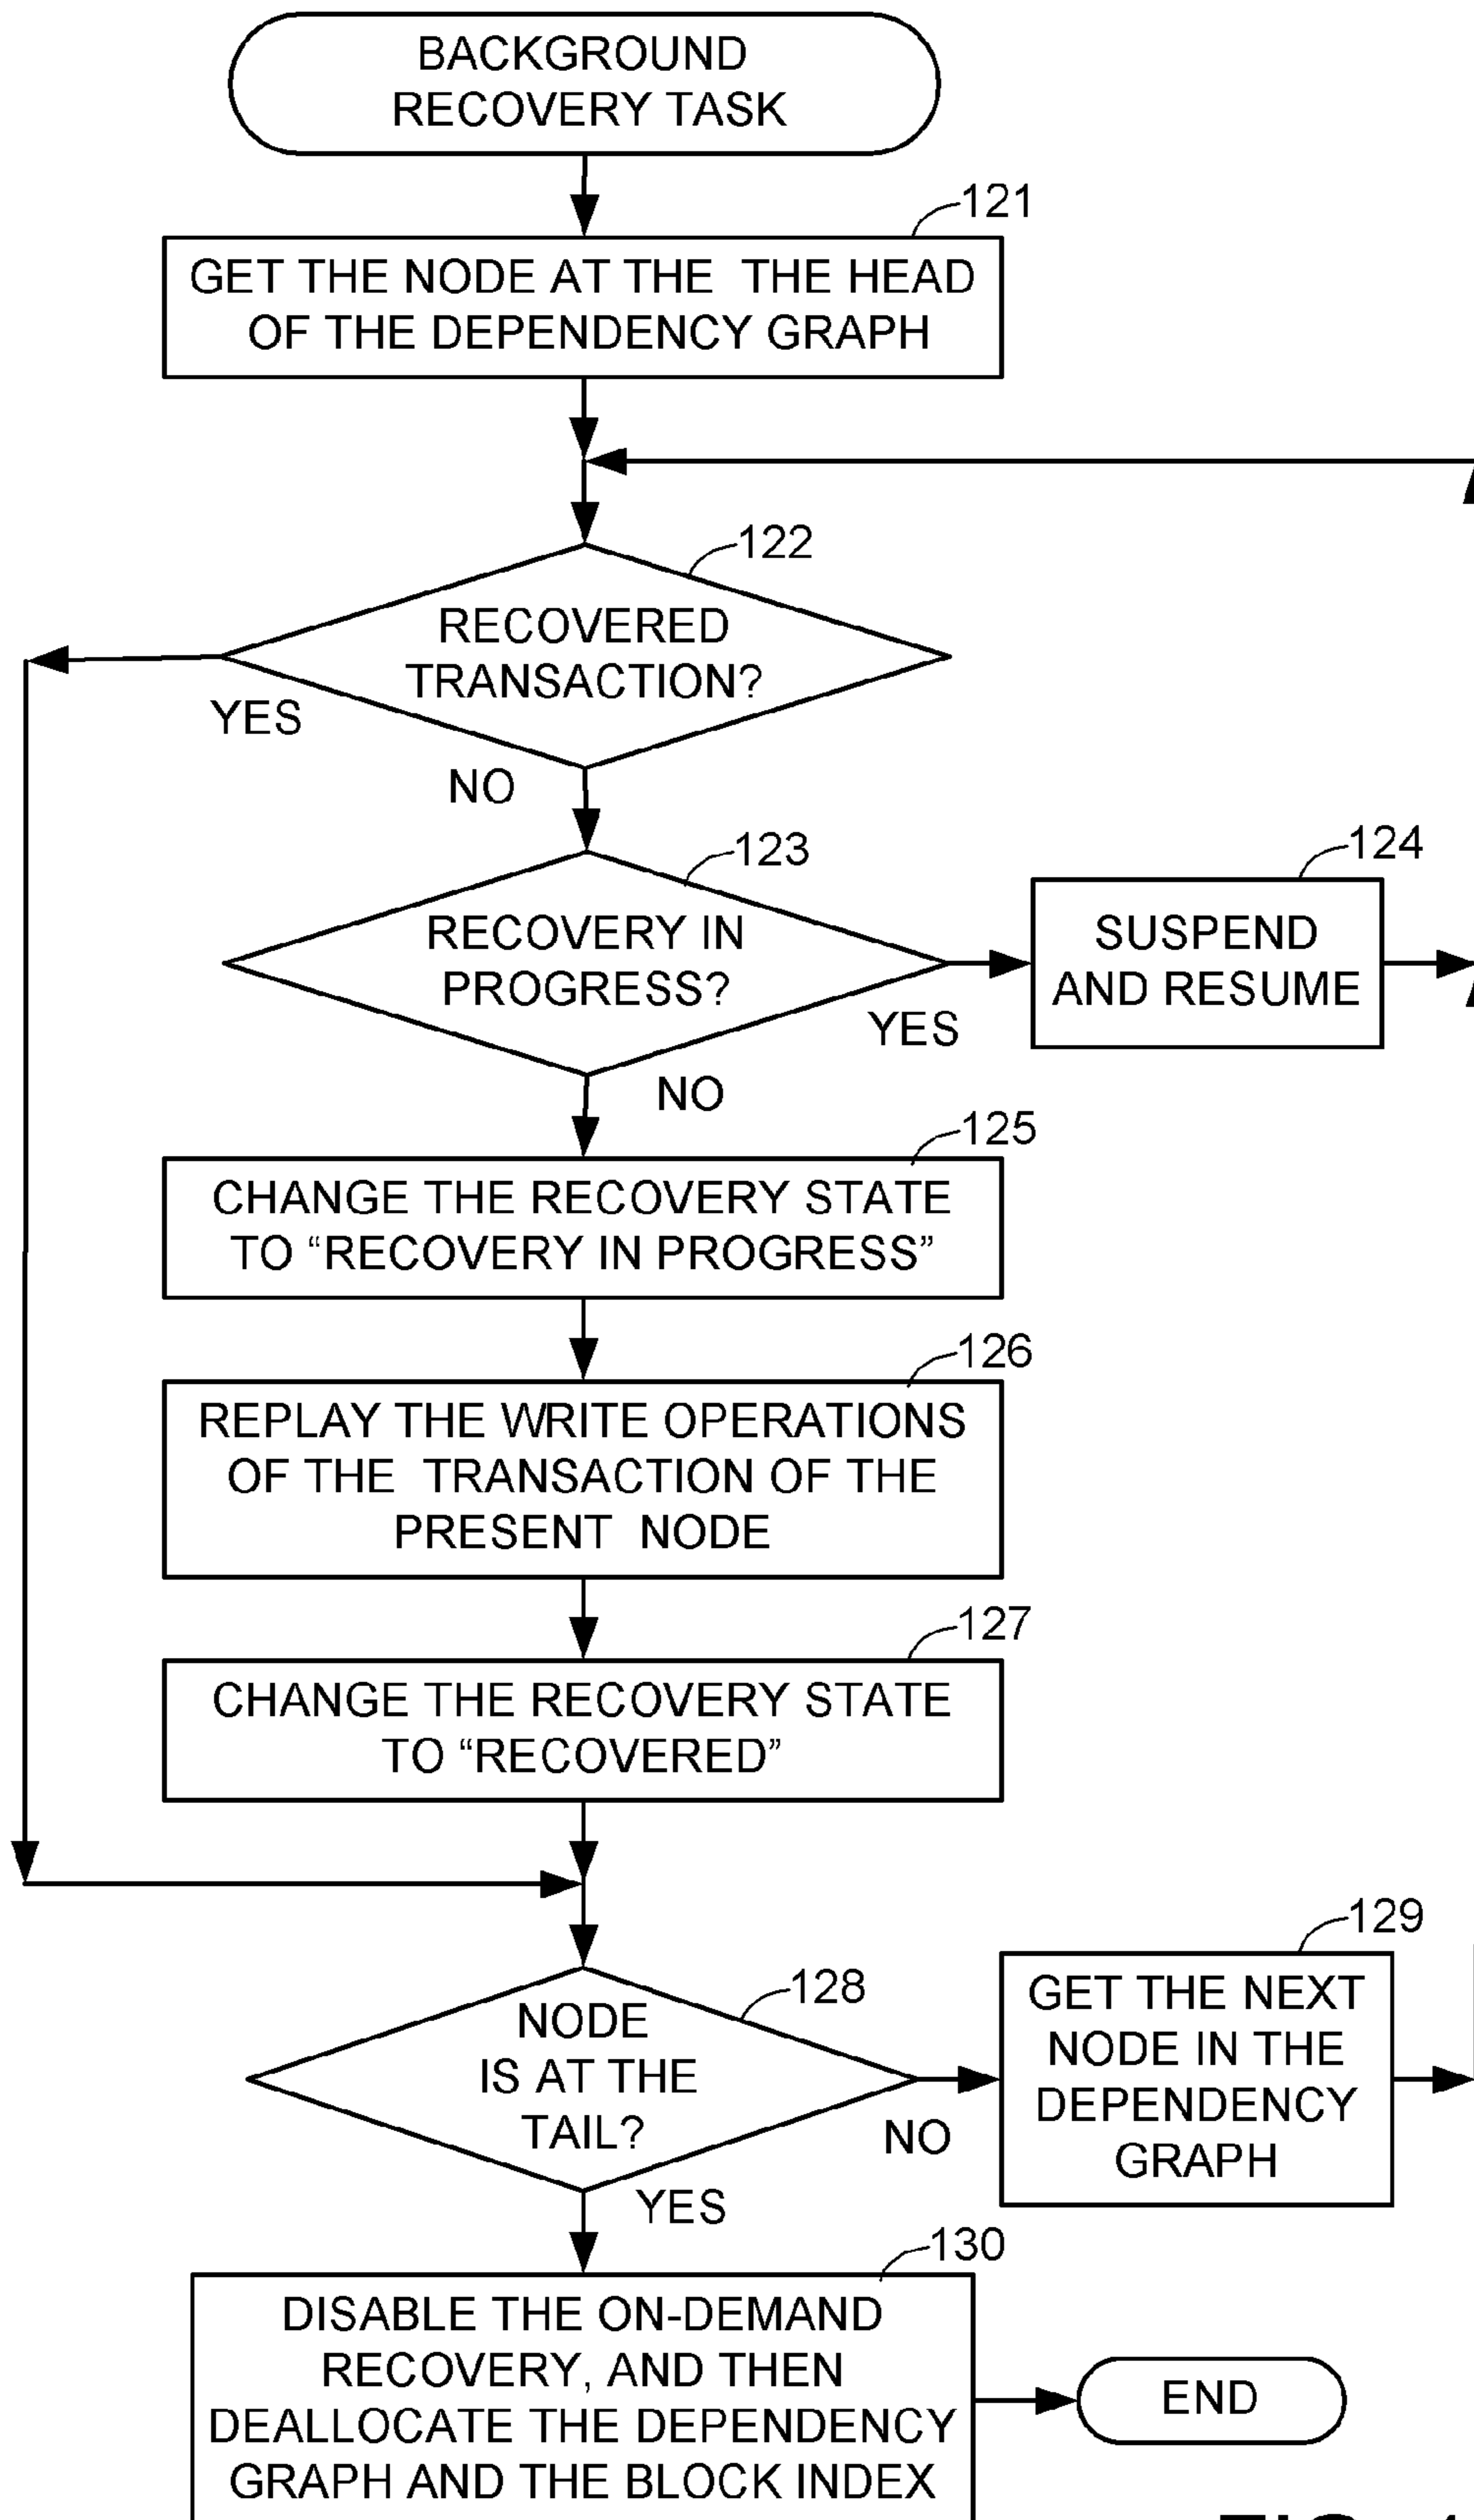 BACKGROUND
RECOVERY TASK
121
GET THE NODE AT THE THE HEAD
OF THE DEPENDENCY GRAPH
122
RECOVERED
TRANSACTION?
YES
NO
123
RECOVERY IN
PROGRESS?
YES
NO
124
SUSPEND
AND RESUME
125
CHANGE THE RECOVERY STATE
TO “RECOVERY IN PROGRESS”
126
REPLAY THE WRITE OPERATIONS
OF THE TRANSACTION OF THE
PRESENT NODE
127
CHANGE THE RECOVERY STATE
TO “RECOVERED”
128
NODE
IS AT THE
TAIL?
NO
YES
129
GET THE NEXT
NODE IN THE
DEPENDENCY
GRAPH
130
DISABLE THE ON-DEMAND
RECOVERY, AND THEN
DEALLOCATE THE DEPENDENCY
GRAPH AND THE BLOCK INDEX
END